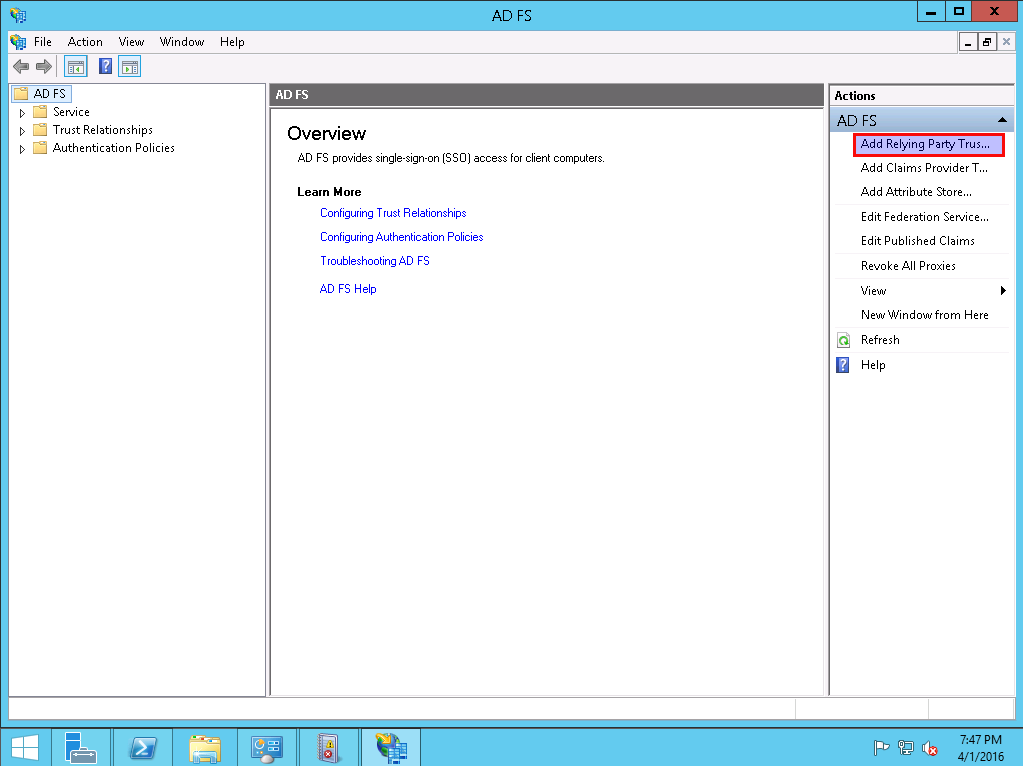 AD FS
File Action View Window Help
AD FS
Service
Trust Relationships
Authentication Policies
AD FS
Overview
AD FS provides single-sign-on (SSO) access for client computers.
Learn More
Configuring Trust Relationships
Configuring Authentication Policies
Troubleshooting AD FS
AD FS Help
Actions
AD FS
Add Relying Party Trus...
Add Claims Provider T...
Add Attribute Store...
Edit Federation Service...
Edit Published Claims
Revoke All Proxies
View
New Window from Here
Refresh
Help
7:47 PM
4/1/2016